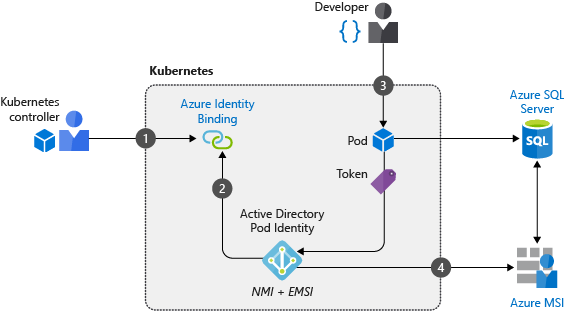 Developer
{}
Kubernetes
3
Kubernetes
controller
Azure Identity
Binding
Azure SQL
Server
1
Pod
SQL
Token
2
Active Directory
Pod Identity
4
NMI + EMSI
Azure MSI